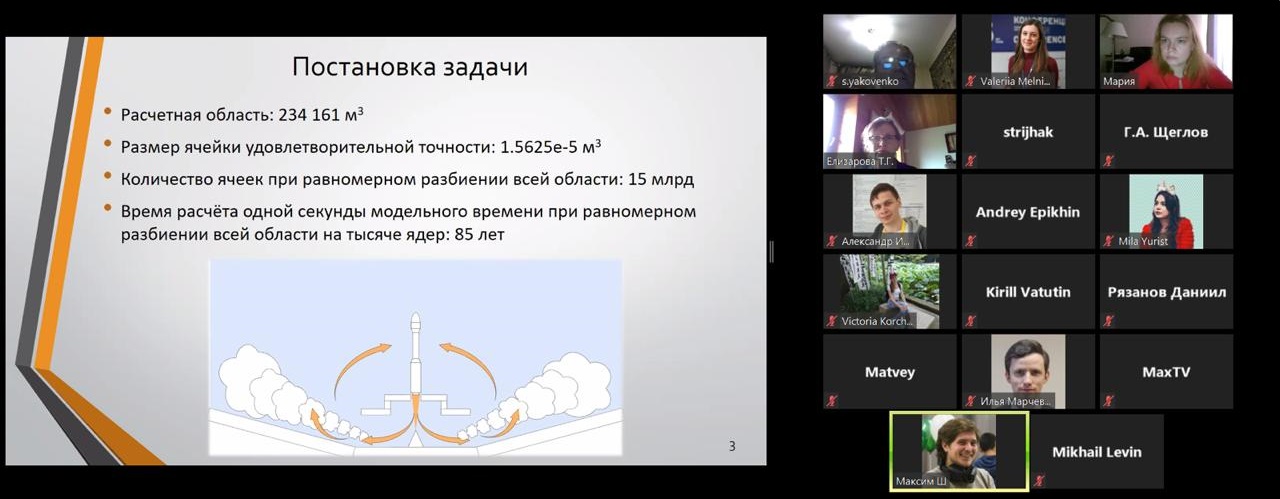 Постановка задачи
• Расчетная область: 234 161 м³
• Размер ячейки удовлетворительной точности: 1.5625e-5 м³
• Количество ячеек при равномерном разбиении всей области: 15 млрд
• Время расчёта одной секунды модельного времени при равномерном
разбиении всей области на тысяче ядер: 85 лет
3
s.yakovenko
КОНФЕРЕНЦ
Valeriia Melni...
Мария
Елизарова Т.Г.
strijhak
Г.А. Щеглов
Александр И...
Andrey Epikhin
Mila Yurist
Victoria Korch...
Kirill Vatutin
Рязанов Даниил
Matvey
Илья Марчев...
MaxTV
Максим Ш
Mikhail Levin